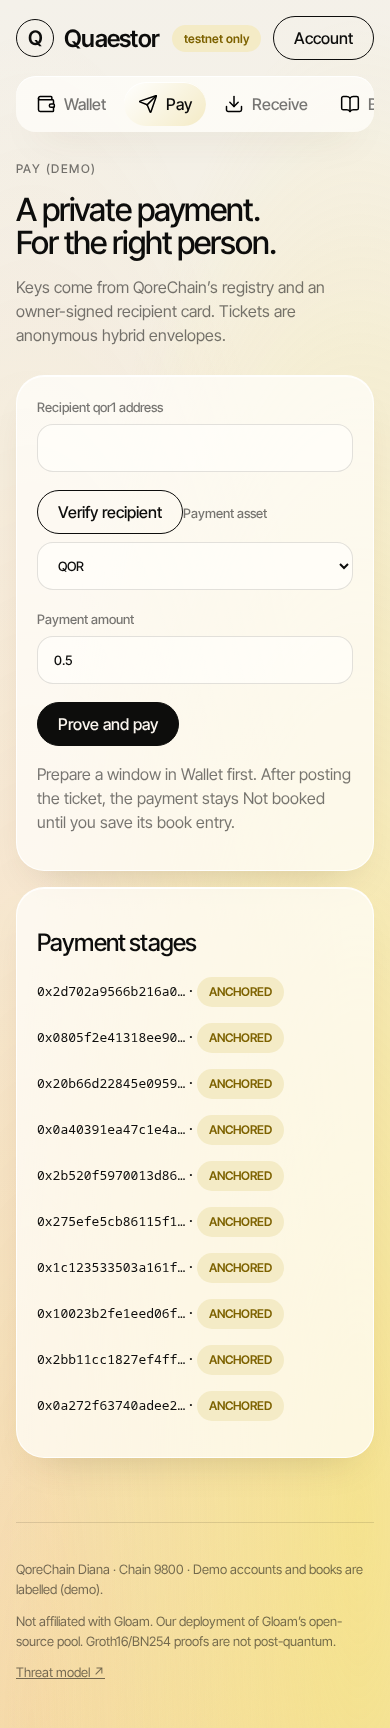 Q Quaestor testnet only Account
Wallet Pay Receive
PAY (DEMO)
A private payment.
For the right person.
Keys come from QoreChain’s registry and an
owner-signed recipient card. Tickets are
anonymous hybrid envelopes.
Recipient qor1 address
Verify recipient Payment asset
QOR
Payment amount
0.5
Prove and pay
Prepare a window in Wallet first. After posting
the ticket, the payment stays Not booked
until you save its book entry.
Payment stages
0x2d702a9566b216a0… · ANCHORED
0x0805f2e41318ee90… · ANCHORED
0x20b66d22845e0959… · ANCHORED
0x0a40391ea47c1e4a… · ANCHORED
0x2b520f5970013d86… · ANCHORED
0x275efe5cb86115f1… · ANCHORED
0x1c123533503a161f… · ANCHORED
0x10023b2fe1eed06f… · ANCHORED
0x2bb11cc1827ef4ff… · ANCHORED
0x0a272f63740adee2… · ANCHORED
QoreChain Diana · Chain 9800 · Demo accounts and books are
labelled (demo).
Not affiliated with Gloam. Our deployment of Gloam’s open-
source pool. Groth16/BN254 proofs are not post-quantum.
Threat model ↗